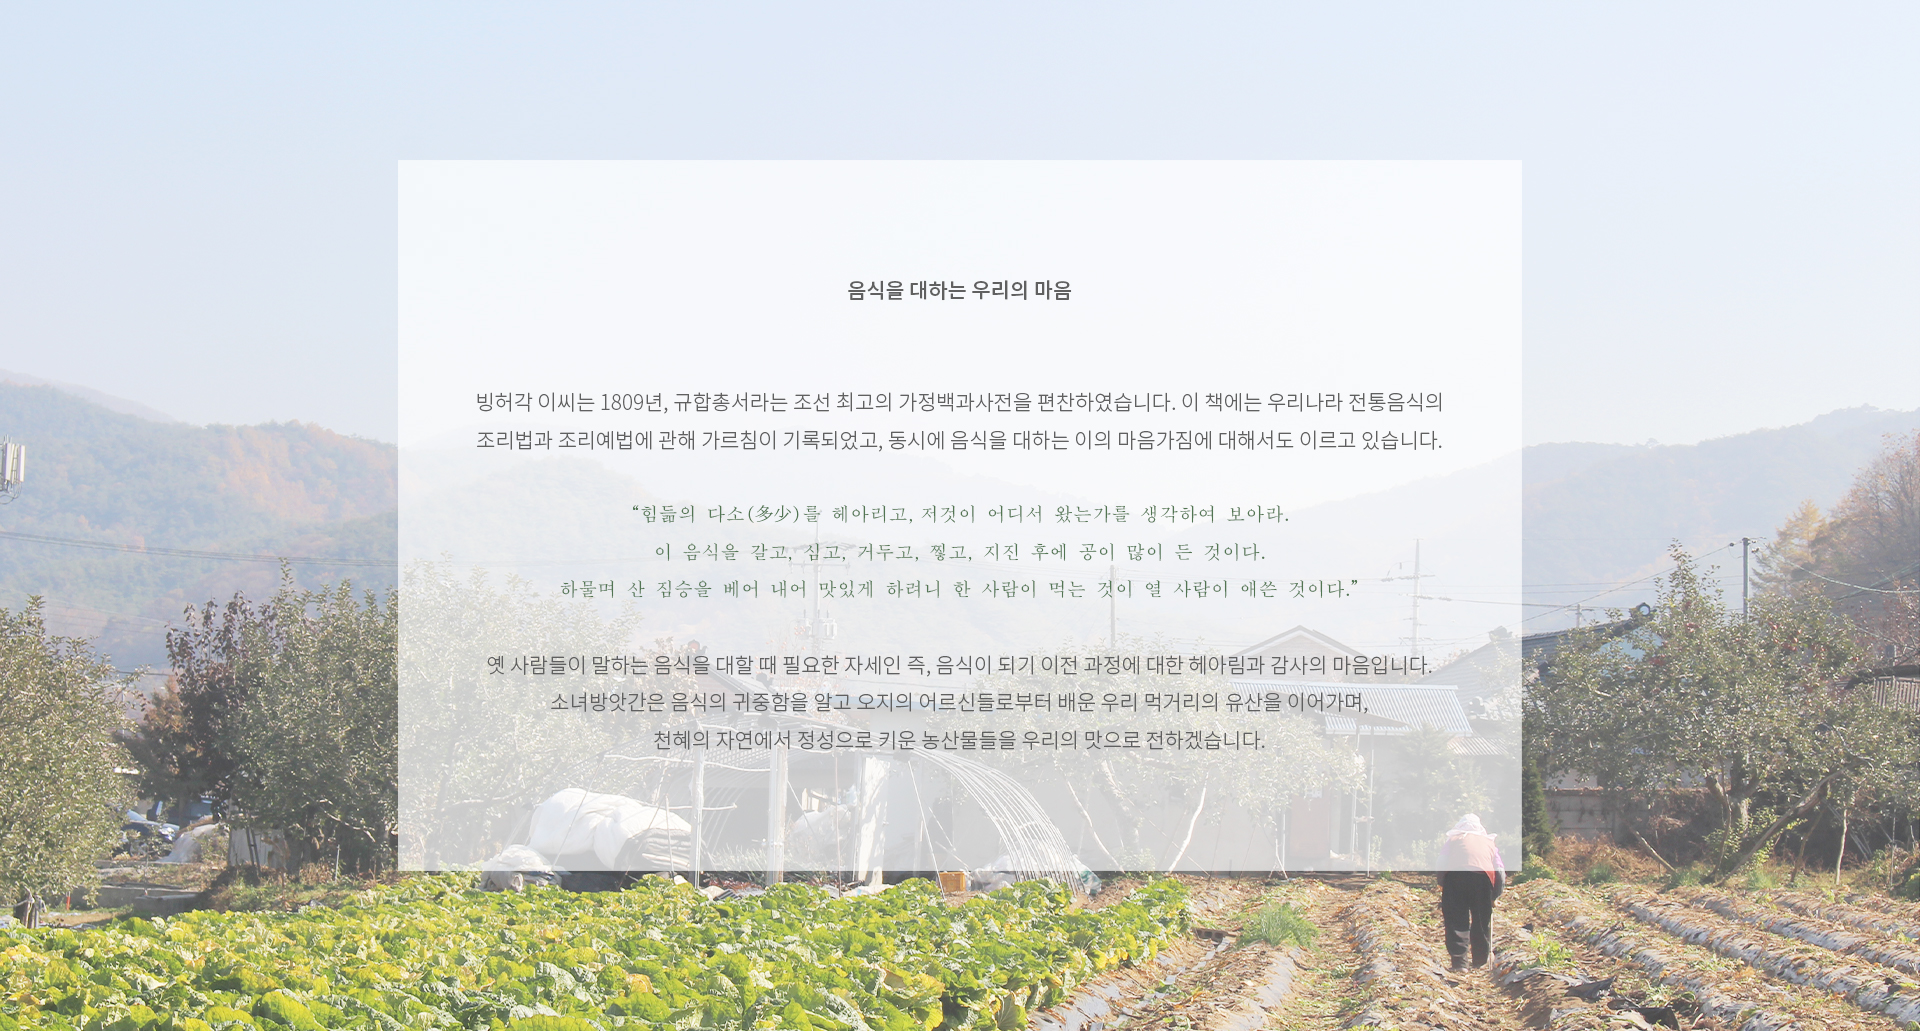 음식을 대하는 우리의 마음
빙허각 이씨는 1809년, 규합총서라는 조선 최고의 가정백과사전을 편찬하였습니다. 이 책에는 우리나라 전통음식의
조리법과 조리예법에 관해 가르침이 기록되었고, 동시에 음식을 대하는 이의 마음가짐에 대해서도 이르고 있습니다.
“힘듦의 다소(多少)를 헤아리고, 저것이 어디서 왔는가를 생각하여 보아라.
이 음식을 갈고, 심고, 거두고, 찧고, 지진 후에 공이 많이 든 것이다.
하물며 산 짐승을 베어 내어 맛있게 하려니 한 사람이 먹는 것이 열 사람이 애쓴 것이다.”
옛 사람들이 말하는 음식을 대할 때 필요한 자세인 즉, 음식이 되기 이전 과정에 대한 헤아림과 감사의 마음입니다.
소녀방앗간은 음식의 귀중함을 알고 오지의 어르신들로부터 배운 우리 먹거리의 유산을 이어가며,
천혜의 자연에서 정성으로 키운 농산물들을 우리의 맛으로 전하겠습니다.